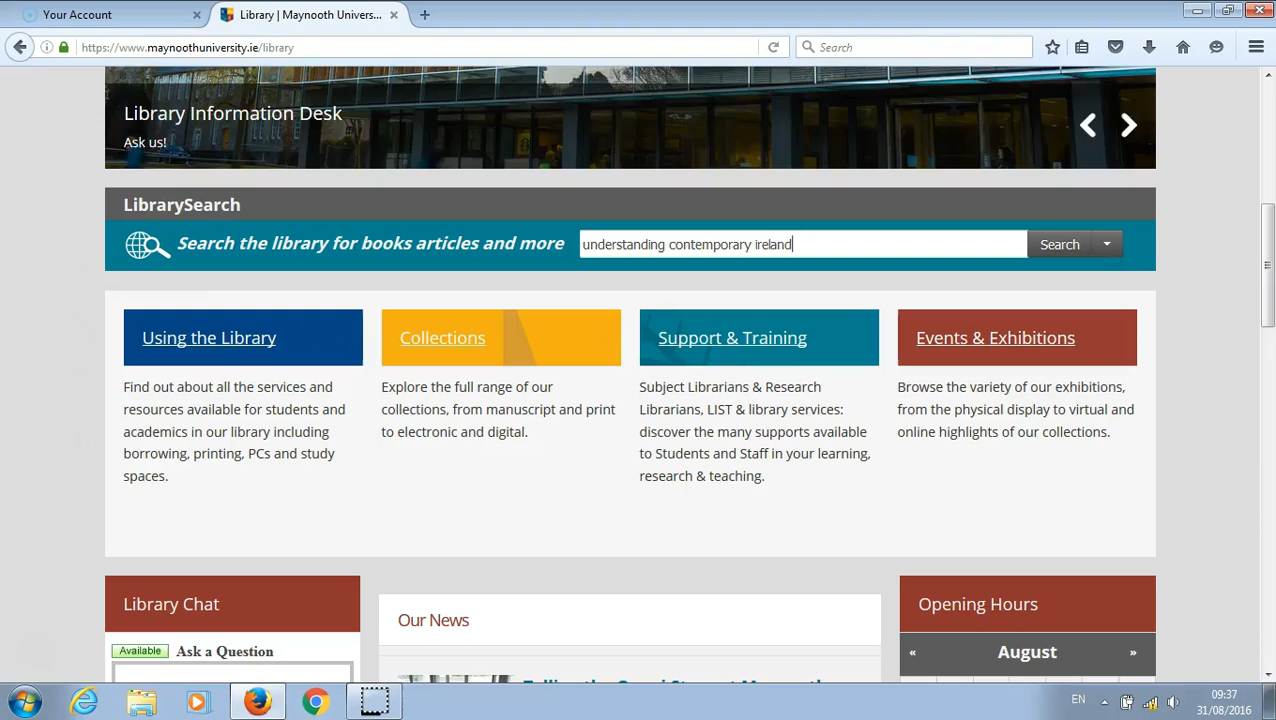 Your Account
Library | Maynooth Univers...
https://www.maynoothuniversity.ie/library
Search
Library Information Desk
Ask us!
LibrarySearch
Search the library for books articles and more
understanding contemporary ireland
Search
Using the Library
Collections
Support & Training
Events & Exhibitions
Find out about all the services and
resources available for students and
academics in our library including
borrowing, printing, PCs and study
spaces.
Explore the full range of our
collections, from manuscript and print
to electronic and digital.
Subject Librarians & Research
Librarians, LIST & library services:
discover the many supports available
to Students and Staff in your learning,
research & teaching.
Browse the variety of our exhibitions,
from the physical display to virtual and
online highlights of our collections.
Library Chat
Available
Ask a Question
Our News
Opening Hours
« August »
EN
09:37
31/08/2016